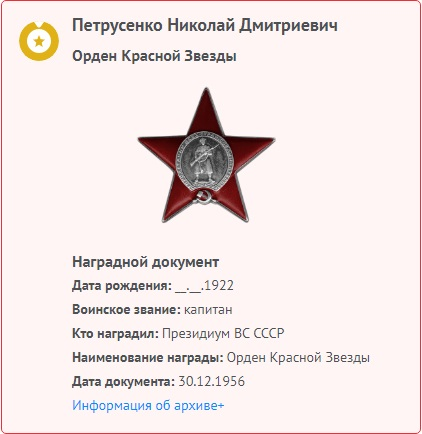 Петрусенко Николай Дмитриевич
Орден Красной Звезды
Наградной документ
Дата рождения: __.__.1922
Воинское звание: капитан
Кто наградил: Президиум ВС СССР
Наименование награды: Орден Красной Звезды
Дата документа: 30.12.1956
Информация об архиве+